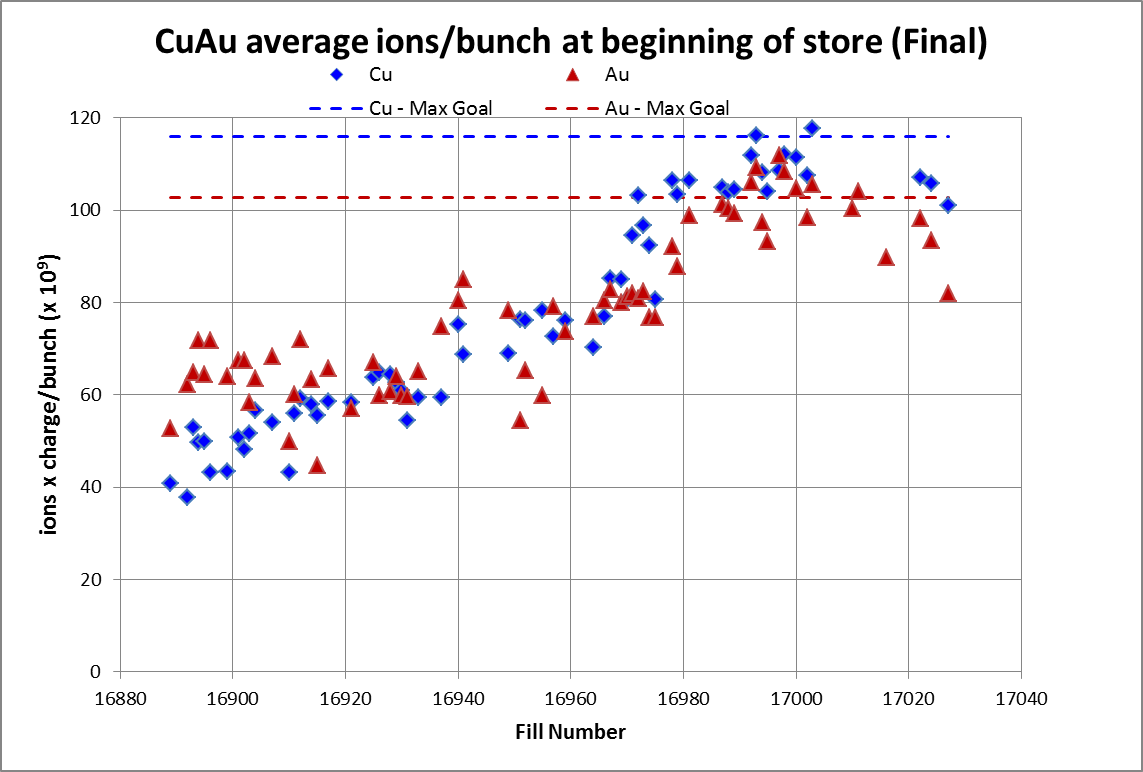 CuAu average ions/bunch at beginning of store (Final)
Cu Au
Cu - Max Goal Au - Max Goal
120
100
80
60
40
20
0
ions x charge/bunch (x 10⁹)
16880 16900 16920 16940 16960 16980 17000 17020 17040
Fill Number